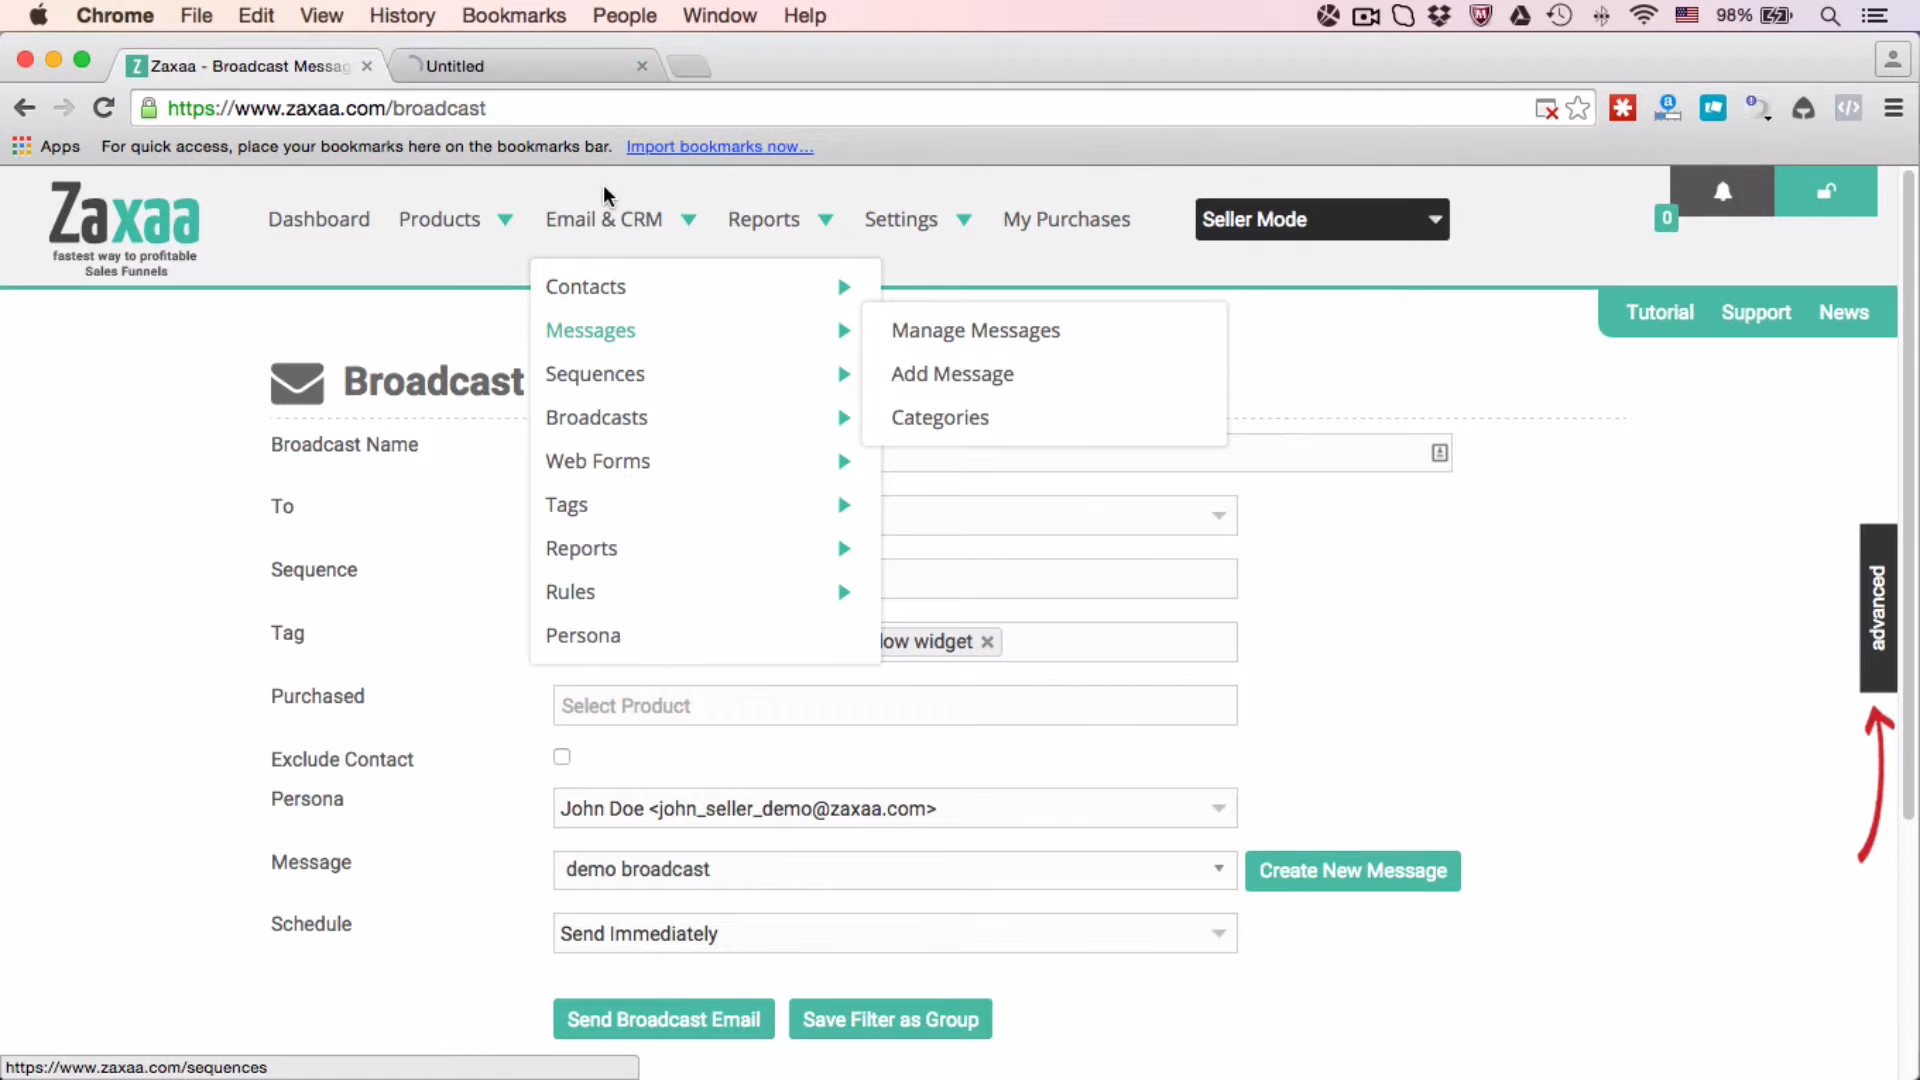 Chrome File Edit View History Bookmarks People Window Help 98%
Zaxaa - Broadcast Messag Untitled
https://www.zaxaa.com/broadcast
Apps For quick access, place your bookmarks here on the bookmarks bar. Import bookmarks now...
Zaxaa
fastest way to profitable
Sales Funnels
Dashboard Products Email & CRM Reports Settings My Purchases Seller Mode 0
Tutorial Support News
Contacts
Messages
Sequences
Broadcasts
Web Forms
Tags
Reports
Rules
Persona
Manage Messages
Add Message
Categories
Broadcast
Broadcast Name
To
Sequence
Tag low widget
Purchased Select Product
Exclude Contact
Persona John Doe <john_seller_demo@zaxaa.com>
Message demo broadcast Create New Message
Schedule Send Immediately
Send Broadcast Email Save Filter as Group
advanced
https://www.zaxaa.com/sequences